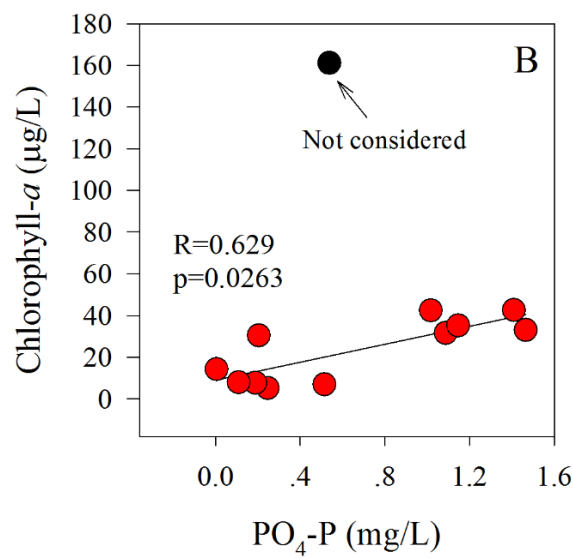 180
160
140
120
100
80
60
40
20
0
Chlorophyll-a (µg/L)
B
Not considered
R=0.629
p=0.0263
0.0 .4 .8 1.2 1.6
PO₄-P (mg/L)